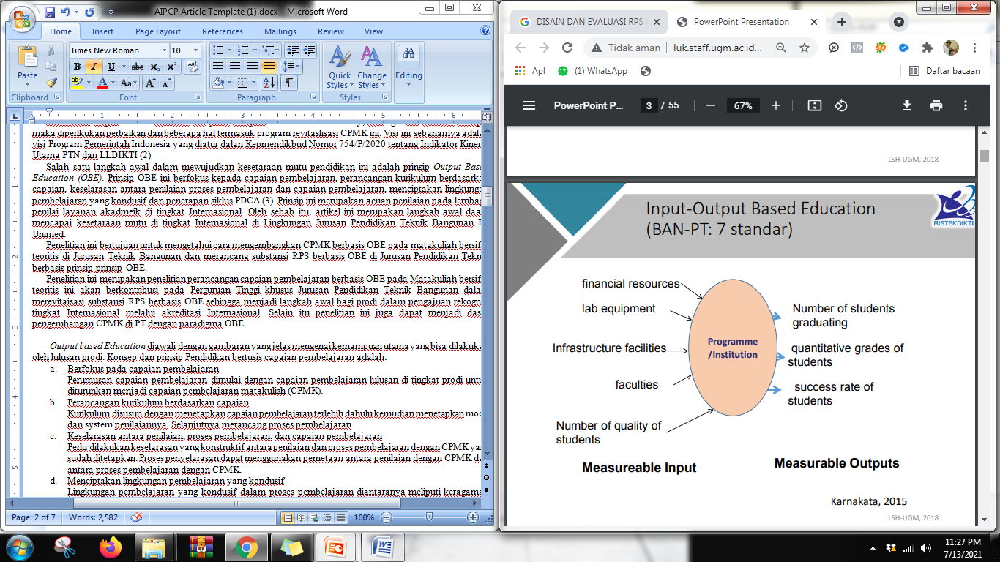 AIPCP Article Template (1).docx - Microsoft Word
Home Insert Page Layout References Mailings Review View
Times New Roman 10
Paste
Quick Styles
Change Styles
Editing
Clipboard Font Paragraph Styles
maka diperllkukan perbaikan dari beberapa hal termasuk program revitaslisasi CPMK ini. Visi ini sebanarnya adala
visi Program Pemerintah Indonesia yang diatur dalan Kepmendikbud Nomor 754/P/2020 tentang Indikator Kiner
Utama PTN dan LLDIKTI (2)
Salah satu langkah awal dalam mewujudkan kesetaraan mutu pendidikan ini adalah prinsip Output Base
Education (OBE). Prinsip OBE ini berfokus kepada capaian pembelajaran, perancangan kurikulum berdasarka
capaian, keselarasan antara penilaian proses pembelajaran dan capaian pembelajaran, menciptakan lingkunga
pembelajaran yang kondusif dan penerapan siklus PDCA (3). Prinsip ini merupakan acuan penilaian pada lembag
penilai layanan akadmeik di tingkat Internasional. Oleh sebab itu, artikel ini merupakan langkah awal daa
mencapai kesetaraan mutu di tingkat Internasional di Lingkungan Jurusan Pendidikan Teknik Bangunan F
Unimed.
Penelitian ini bertujuan untuk mengetahui cara mengembangkan CPMK berbasis OBE pada matakuliah bersifa
teoritis di Jurusan Teknik Bangunan dan merancang substansi RPS berbasis OBE di Jurusan Pendidikan Tekn
berbasis prinsip-prinsip OBE.
Penelitian ini merupakan penelitian perancangan capaian pembelajaran berbasis OBE pada Matakuliah bersifa
teoritis ini akan berkontribusi pada Perguruan Tinggi khusus Jurusan Pendidikan Teknik Bangunan dala
merevitaisasi substansi RPS berbasis OBE sehingga menjadi langkah awal bagi prodi dalam pengajuan rekogni
tingkat Internasional melalui akreditasi Internasional. Selain itu penelitian ini juga dapat menjadi das
pengembangan CPMK di PT dengan paradigma OBE.
Output based Education diawali dengan gambaran yang jelas mengenai kemampuan utama yang bisa dilakuka
oleh lulusan prodi. Konsep dan prinsip Pendidikan bertusis capaian pembelajaran adalah:
a. Berfokus pada capaian pembelajaran
Perumusan capaian pembelajaran dimulai dengan capaian pembelajaran lulusan di tingkat prodi untu
diturunkan menjadi capaian pembelajaran matakulish (CPMK).
b. Perancangan kurikulum berdasarkan capaian
Kurikulum disusun dengan menetapkan capaian pembelajaran terlebih dahulu kemudian menetapkan mod
dan system penilaiannya. Selanjutnya merancang proses pembelajaran.
c. Keselarasan antara penilaian, proses pembelajaran, dan capaian pembelajaran
Perlu dilakukan keselarasan yang konstruktif antara penilaian dan proses pembelajaran dengan CPMK yan
sudah ditetapkan. Proses penyelarasan dapat menggunakan pemetaan antara penilaian dengan CPMK da
antara proses pembelajaran dengan CPMK.
d. Menciptakan lingkungan pembelajaran yang kondusif
Lingkungan pembelajaran yang kondusif dalam proses pembelajaran diantaranya meliputi keragama
Page: 2 of 7 Words: 2,582 100%
DISAIN DAN EVALUASI RPS
PowerPoint Presentation
Tidak aman luk.staff.ugm.ac.id...
Apl (1) WhatsApp Daftar bacaan
PowerPoint P... 3 / 55 67%
LSH-UGM, 2018
Input-Output Based Education
(BAN-PT: 7 standar)
RISTEKDIKTI
financial resources
lab equipment
Infrastructure facilities
faculties
Number of quality of
students
Measureable Input
Programme
/Institution
Number of students
graduating
quantitative grades of
students
success rate of
students
Measurable Outputs
Karnakata, 2015
LSH-UGM, 2018
11:27 PM
7/13/2021